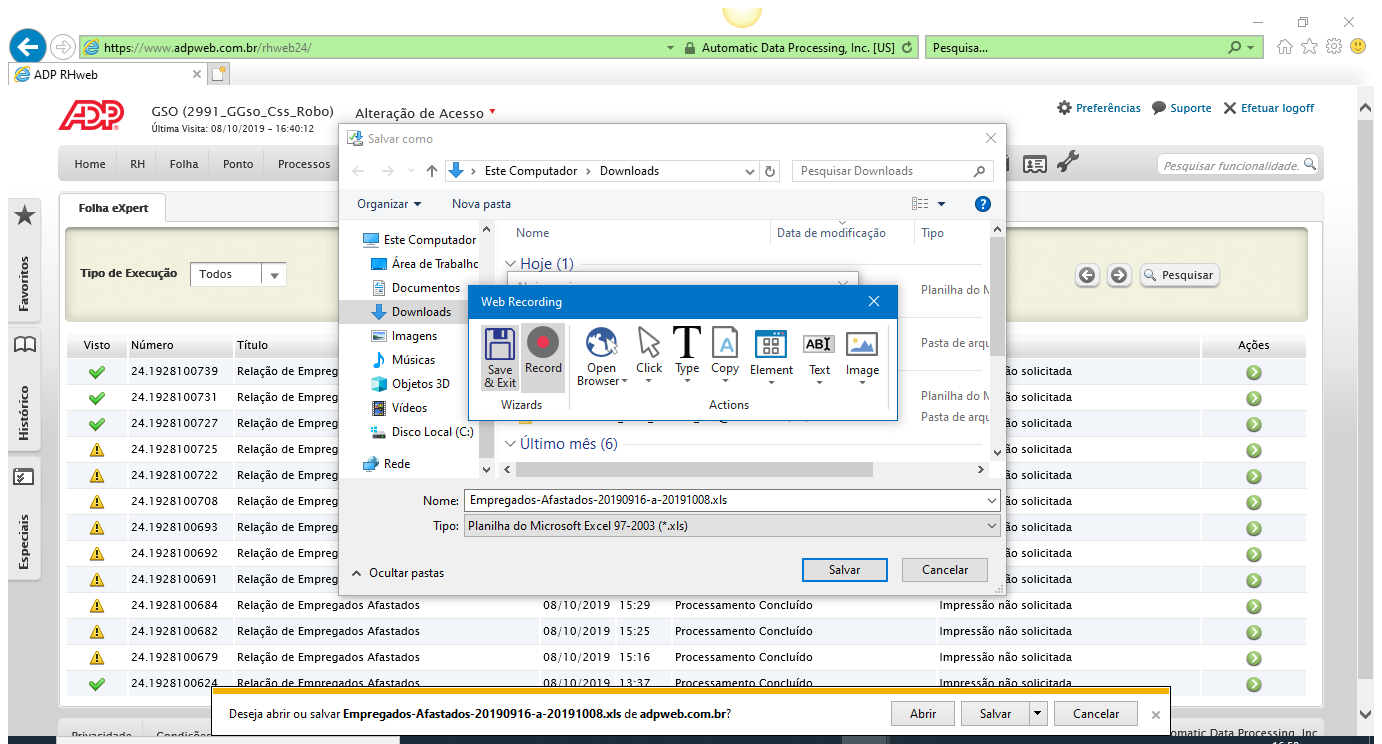 https://www.adpweb.com.br/rhweb24/
Automatic Data Processing, Inc. [US]
Pesquisa...
ADP RHweb
ADP
GSO (2991_GGso_Css_Robo)
Alteração de Acesso
Última Visita: 08/10/2019 - 16:40:12
Preferências
Suporte
Efetuar logoff
Home
RH
Folha
Ponto
Processos
Pesquisar funcionalidade.
Favoritos
Histórico
Especiais
Folha eXpert
Tipo de Execução
Todos
Pesquisar
Visto
Número
Título
Ações
24.1928100739 Relação de Empreg ão solicitada
24.1928100731 Relação de Empreg ão solicitada
24.1928100727 Relação de Empreg ão solicitada
24.1928100725 Relação de Empreg ão solicitada
24.1928100722 Relação de Empreg ão solicitada
24.1928100708 Relação de Empreg ão solicitada
24.1928100693 Relação de Empreg ão solicitada
24.1928100692 Relação de Empreg ão solicitada
24.1928100691 Relação de Empreg ão solicitada
24.1928100684 Relação de Empregados Afastados 08/10/2019 15:29 Processamento Concluído Impressão não solicitada
24.1928100682 Relação de Empregados Afastados 08/10/2019 15:25 Processamento Concluído Impressão não solicitada
24.1928100679 Relação de Empregados Afastados 08/10/2019 15:16 Processamento Concluído Impressão não solicitada
24.1928100624 Relação de Empregados Afastados 08/10/2019 13:37 Processamento Concluído Impressão não solicitada
Salvar como
Este Computador
Downloads
Pesquisar Downloads
Organizar
Nova pasta
Este Computador
Área de Trabalhc
Documentos
Downloads
Imagens
Músicas
Objetos 3D
Vídeos
Disco Local (C:)
Rede
Nome
Data de modificação
Tipo
Hoje (1)
Planilha do M
Pasta de arqu
Planilha do M
Pasta de arqu
Último mês (6)
Nome: Empregados-Afastados-20190916-a-20191008.xls
Tipo: Planilha do Microsoft Excel 97-2003 (*.xls)
Ocultar pastas
Salvar
Cancelar
Web Recording
Save & Exit
Record
Open Browser
Click
Type
Copy
Element
Text
Image
Wizards
Actions
Deseja abrir ou salvar Empregados-Afastados-20190916-a-20191008.xls de adpweb.com.br?
Abrir
Salvar
Cancelar
Privacidade
Condições
omatic Data Processing, Inc